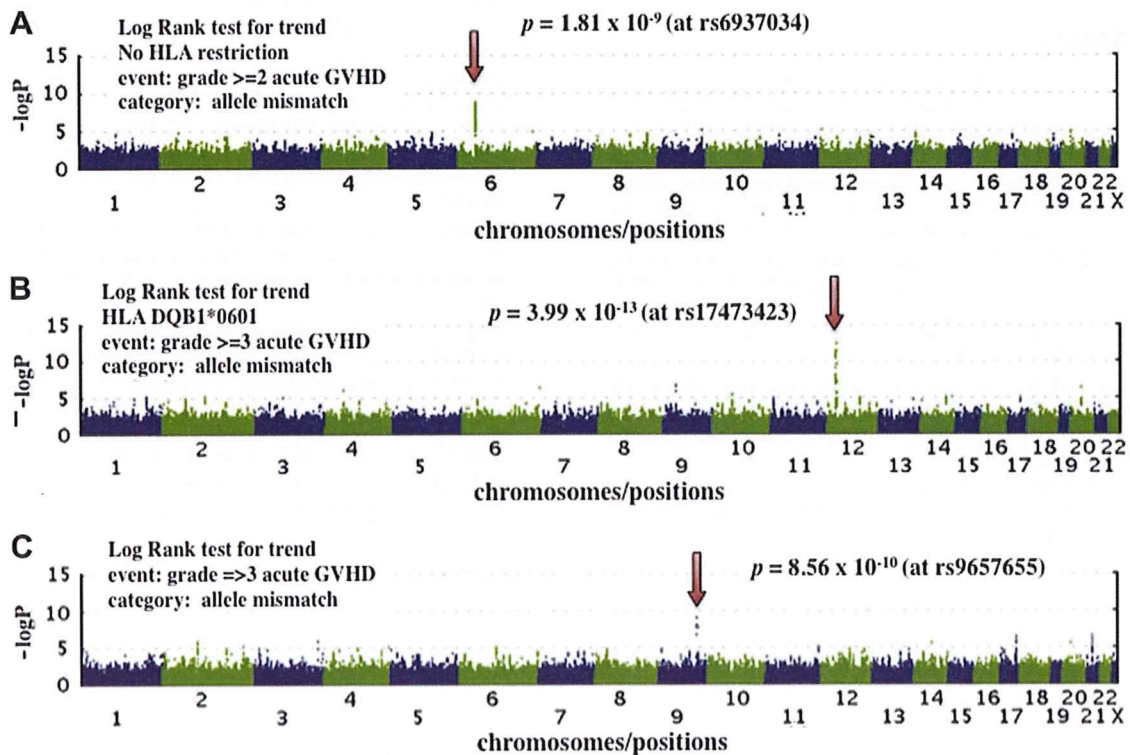 A
Log Rank test for trend
No HLA restriction
event: grade >=2 acute GVHD
category: allele mismatch
p = 1.81 x 10-9 (at rs6937034)
-logP
15
10
5
0
1 2 3 4 5 6 7 8 9 10 11 12 13 14 15 16 17 18 19 20 21 22 X
chromosomes/positions
B
Log Rank test for trend
HLA DQB1*0601
event: grade >=3 acute GVHD
category: allele mismatch
p = 3.99 x 10-13 (at rs17473423)
-logP
15
10
5
0
1 2 3 4 5 6 7 8 9 10 11 12 13 14 15 16 17 18 19 20 21 22
chromosomes/positions
C
Log Rank test for trend
event: grade =>3 acute GVHD
category: allele mismatch
p = 8.56 x 10-10 (at rs9657655)
-logP
15
10
5
0
1 2 3 4 5 6 7 8 9 10 11 12 13 14 15 16 17 18 19 20 21 22 X
chromosomes/positions